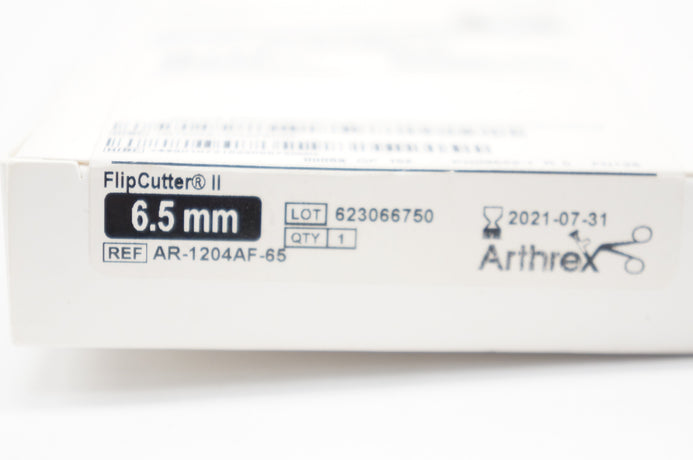 FlipCutter® II
6.5 mm
REF AR-1204AF-65
LOT 623066750
QTY 1
2021-07-31
Arthrex